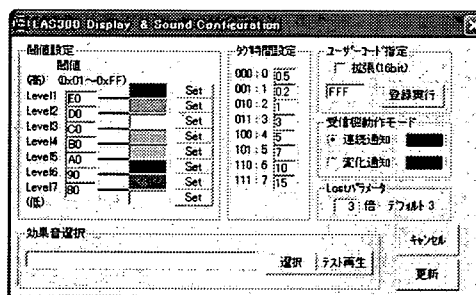 LAS300 Display & Sound Configuration
閾値設定
閾値
(高) (0x01~0xFF)
Level1 E0 Set
Level2 D0 Set
Level3 C0 Set
Level4 B0 Set
Level5 A0 Set
Level6 90 Set
Level7 80 Set
(低)
タグ時間設定
000 : 0 0.5
001 : 1 0.2
010 : 2 1
011 : 3 3
100 : 4 5
101 : 5 7
110 : 6 10
111 : 7 15
ユーザーコード指定
拡張(16bit)
FFF 登録実行
受信機動作モード
連続通知
変化通知
Lostパラメータ
3 倍 デフォルト 3
効果音選択
選択 テスト再生
キャンセル
更新